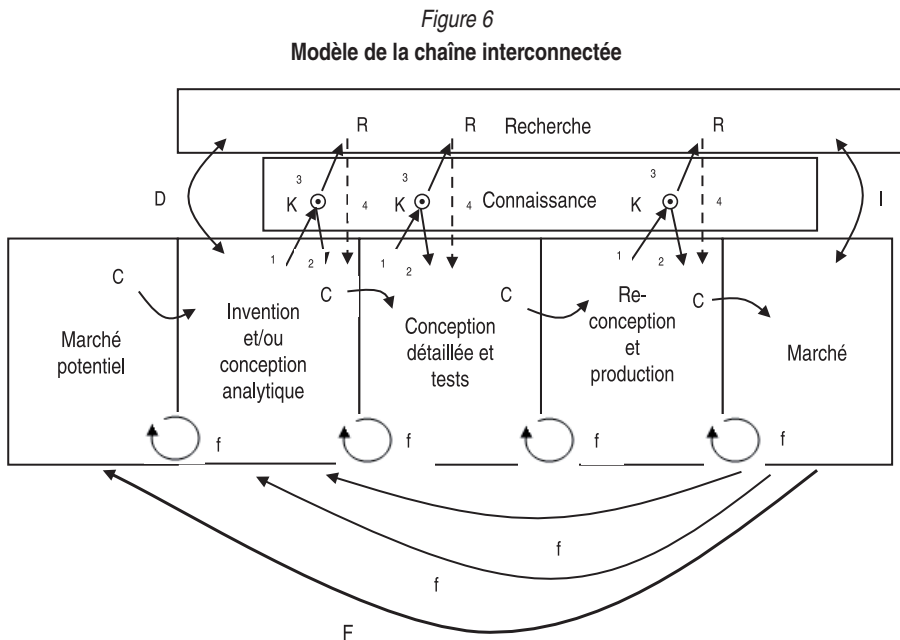 Figure 6
Modèle de la chaîne interconnectée
R R Recherche R
D 3 K 4 3 K 4 Connaissance 3 K 4 I
1 2 1 2 1 2
C C C C
Marché
potentiel
Invention
et/ou
conception
analytique
Conception
détaillée et
tests
Re-
conception
et
production
Marché
f f f f
f
f
F